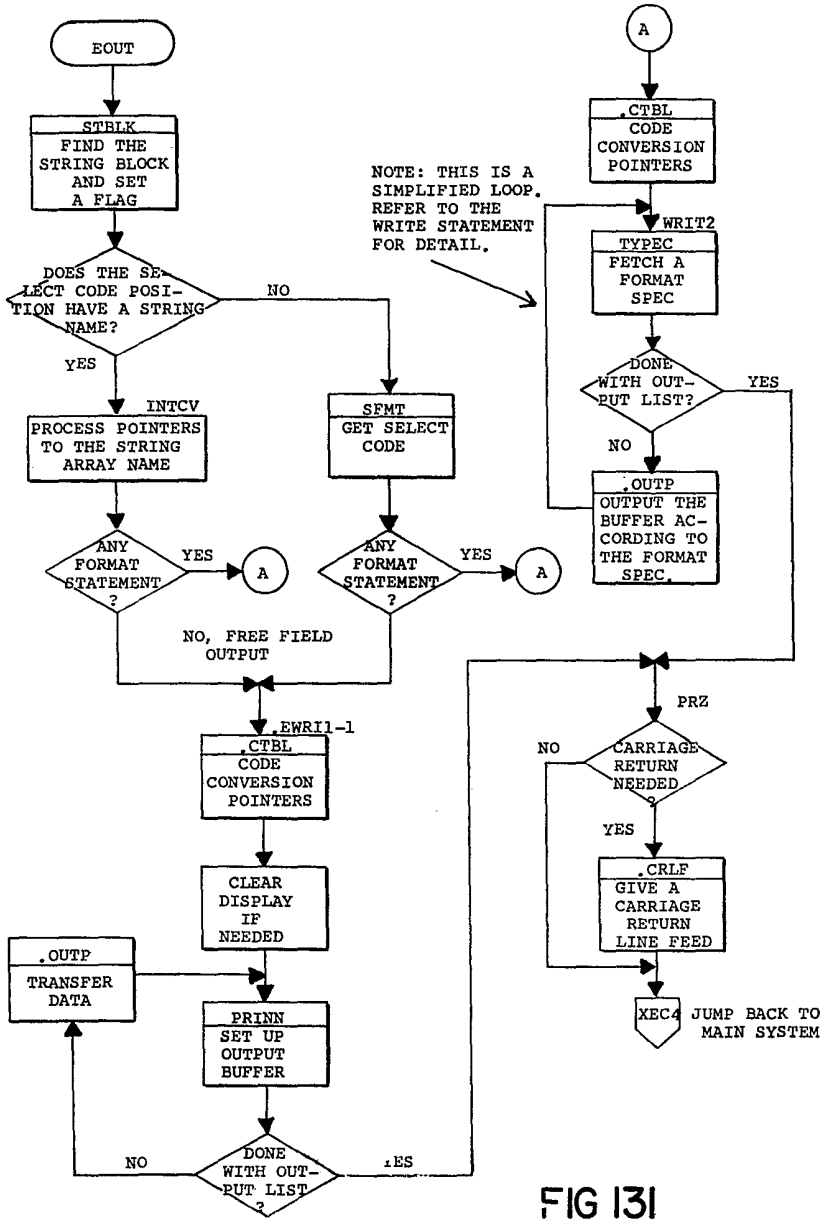 EOUT
STBLK
FIND THE
STRING BLOCK
AND SET
A FLAG
DOES THE SE-
LECT CODE POSI-
TION HAVE A STRING
NAME?
NO
YES
INTCV
PROCESS POINTERS
TO THE STRING
ARRAY NAME
SFMT
GET SELECT
CODE
ANY
FORMAT
STATEMENT
?
YES
A
ANY
FORMAT
STATEMENT
?
YES
A
NO, FREE FIELD
OUTPUT
.EWRI1-1
.CTBL
CODE
CONVERSION
POINTERS
CLEAR
DISPLAY
IF
NEEDED
.OUTP
TRANSFER
DATA
PRINN
SET UP
OUTPUT
BUFFER
DONE
WITH OUT-
PUT LIST
?
NO
YES
A
.CTBL
CODE
CONVERSION
POINTERS
NOTE: THIS IS A
SIMPLIFIED LOOP.
REFER TO THE
WRITE STATEMENT
FOR DETAIL.
WRIT2
TYPEC
FETCH A
FORMAT
SPEC
DONE
WITH OUT-
PUT LIST?
YES
NO
.OUTP
OUTPUT THE
BUFFER AC-
CORDING TO
THE FORMAT
SPEC.
PRZ
CARRIAGE
RETURN
NEEDED
?
NO
YES
.CRLF
GIVE A
CARRIAGE
RETURN
LINE FEED
XEC4 JUMP BACK TO
MAIN SYSTEM
FIG 131